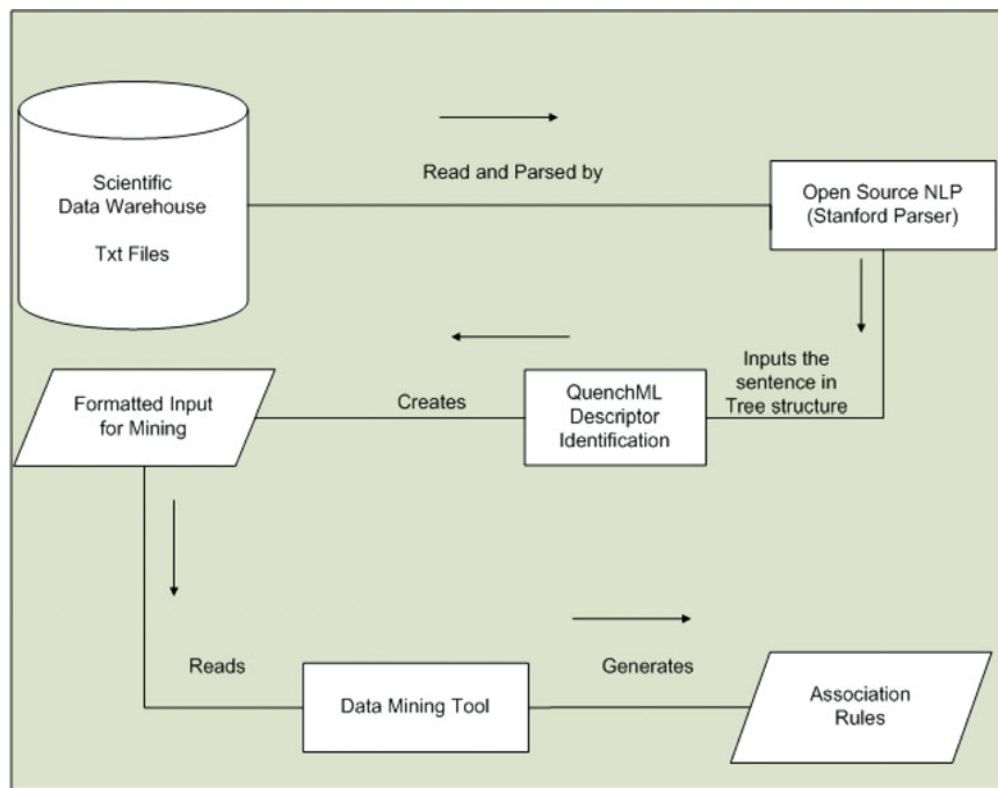 Scientific
Data Warehouse
Txt Files
Read and Parsed by
Open Source NLP
(Stanford Parser)
Inputs the
sentence in
Tree structure
QuenchML
Descriptor
Identification
Creates
Formatted Input
for Mining
Reads
Data Mining Tool
Generates
Association
Rules